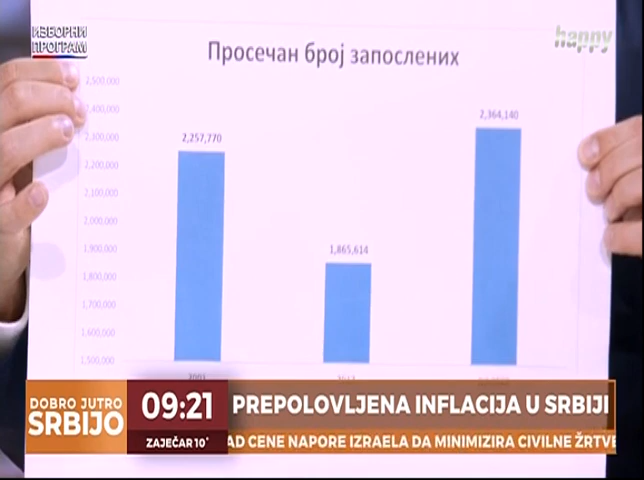 ИЗБОРНИ
ПРОГРАМ
happy
Просечан број запослених
2,500,000
2,400,000
2,300,000
2,200,000
2,100,000
2,000,000
1,900,000
1,800,000
1,700,000
1,600,000
1,500,000
2,257,770
1,865,614
2,364,140
DOBRO JUTRO
SRBIJO
09:21
ZAJEČAR 10°
PREPOLOVLJENA INFLACIJA U SRBIJI
AD CENE NAPORE IZRAELA DA MINIMIZIRA CIVILNE ŽRTVE